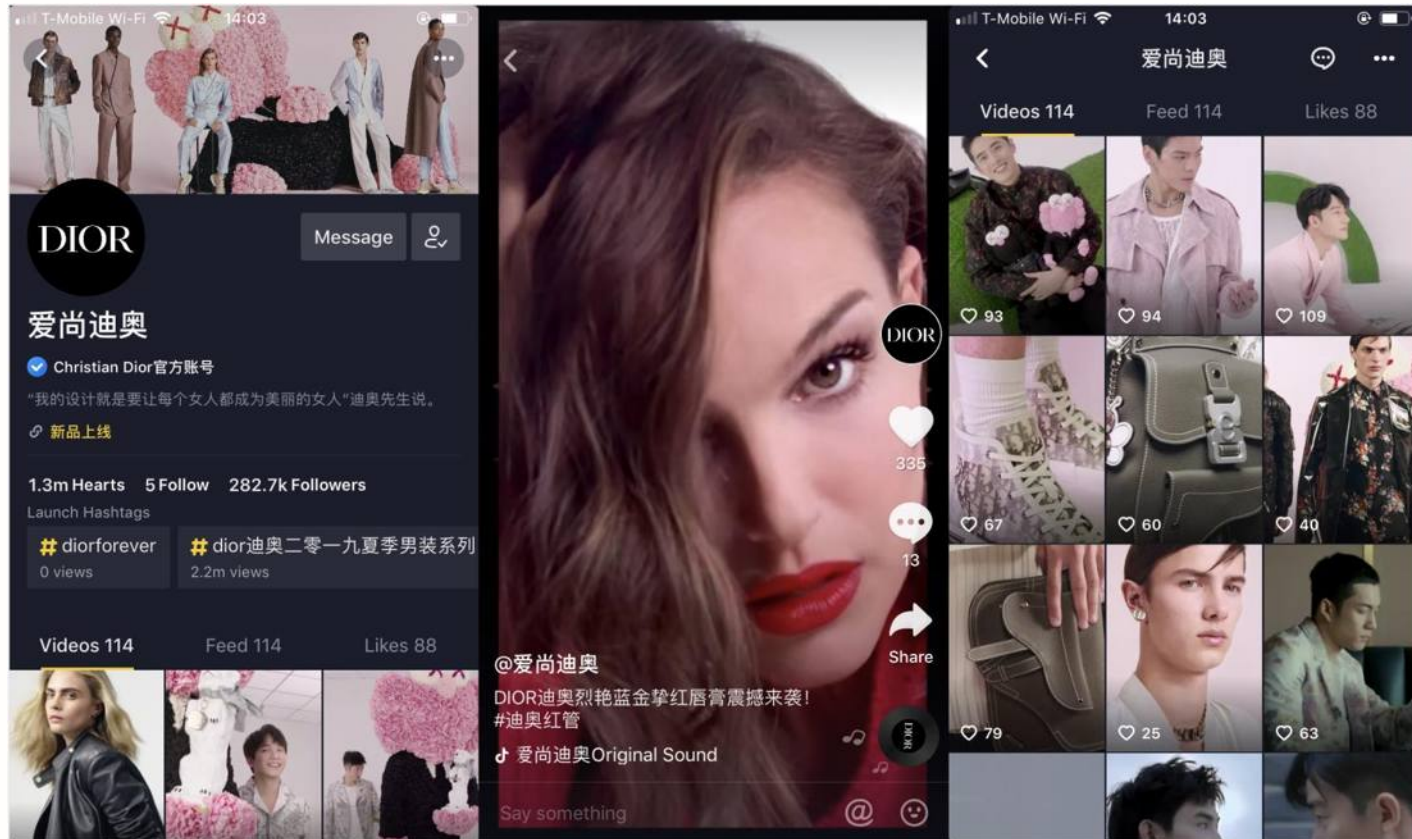 T-Mobile Wi-Fi 14:03
DIOR
Message
爱尚迪奥
Christian Dior官方账号
“我的设计就是要让每个女人都成为美丽的女人”迪奥先生说。
新品上线
1.3m Hearts 5 Follow 282.7k Followers
Launch Hashtags
# diorforever
0 views
# dior迪奥二零一九夏季男装系列
2.2m views
Videos 114 Feed 114 Likes 88
DIOR
335
13
Share
@爱尚迪奥
DIOR迪奥烈艳蓝金挚红唇膏震撼来袭!
#迪奥红管
爱尚迪奥Original Sound
DIOR
Say something @
T-Mobile Wi-Fi 14:03
爱尚迪奥
Videos 114 Feed 114 Likes 88
93 94 109
67 60 40
79 25 63